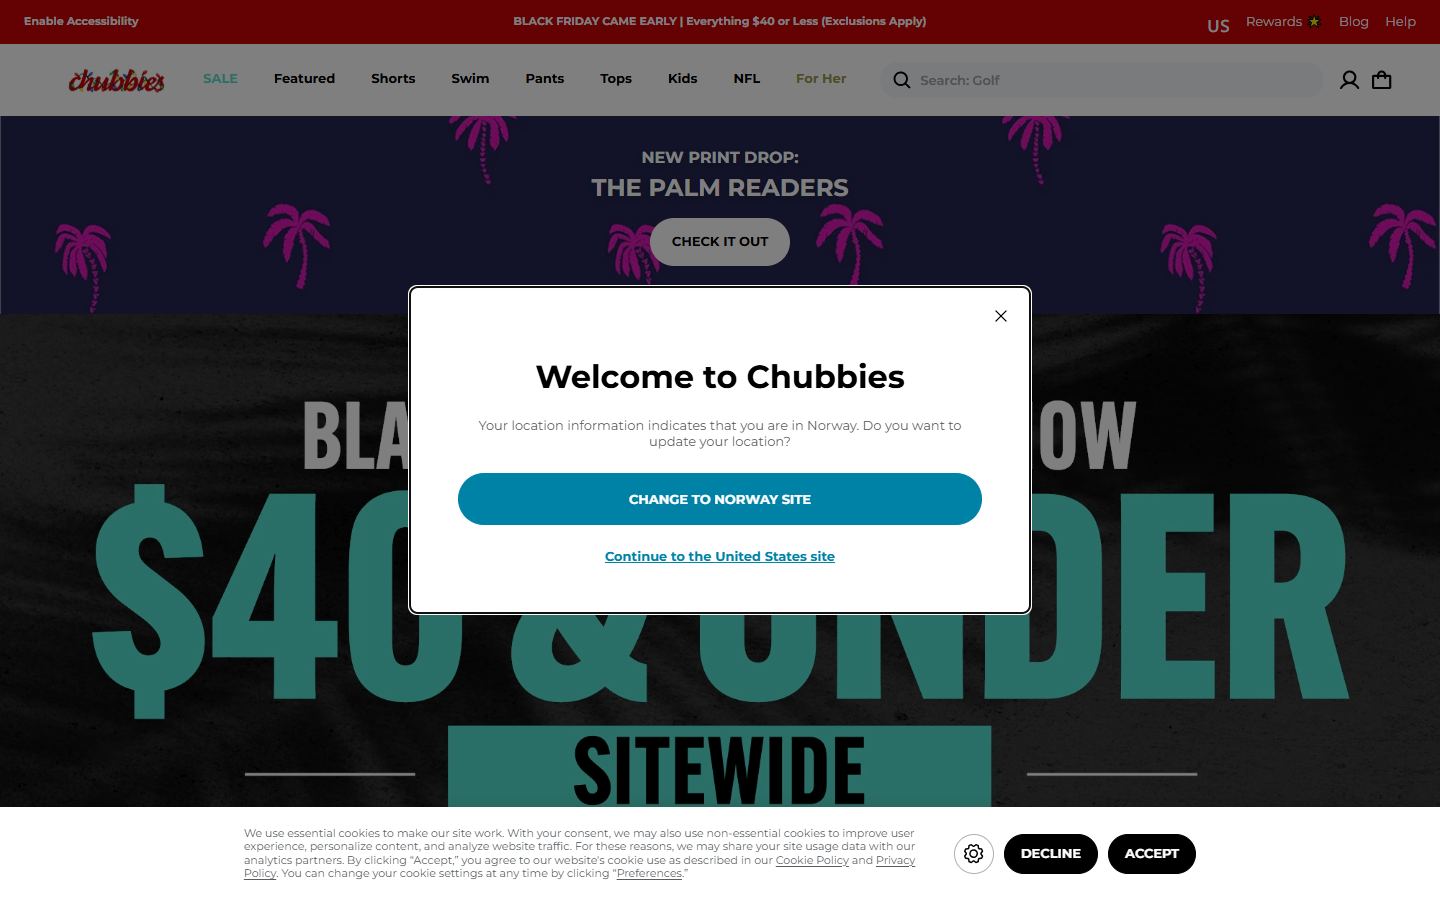 Enable Accessibility
BLACK FRIDAY CAME EARLY | Everything $40 or Less (Exclusions Apply)
US
Rewards
Blog
Help
chubbies
SALE
Featured
Shorts
Swim
Pants
Tops
Kids
NFL
For Her
Search: Golf
NEW PRINT DROP:
THE PALM READERS
CHECK IT OUT
Welcome to Chubbies
Your location information indicates that you are in Norway. Do you want to
update your location?
CHANGE TO NORWAY SITE
Continue to the United States site
$40 & UNDER
SITEWIDE
We use essential cookies to make our site work. With your consent, we may also use non-essential cookies to improve user
experience, personalize content, and analyze website traffic. For these reasons, we may share your site usage data with our
analytics partners. By clicking “Accept,” you agree to our website's cookie use as described in our Cookie Policy and Privacy
Policy. You can change your cookie settings at any time by clicking “Preferences.”
DECLINE
ACCEPT